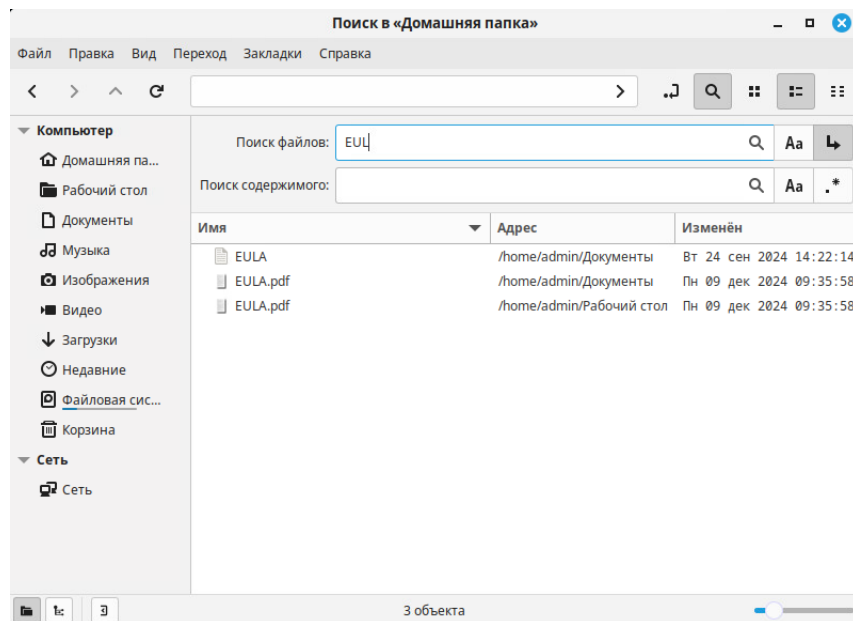 Поиск в «Домашняя папка»
Файл Правка Вид Переход Закладки Справка
Компьютер
Домашняя па...
Рабочий стол
Документы
Музыка
Изображения
Видео
Загрузки
Недавние
Файловая сис...
Корзина
Сеть
Сеть
Поиск файлов: EUL Aa
Поиск содержимого: Aa .*
Имя Адрес Изменён
EULA /home/admin/Документы Вт 24 сен 2024 14:22:14
EULA.pdf /home/admin/Документы Пн 09 дек 2024 09:35:58
EULA.pdf /home/admin/Рабочий стол Пн 09 дек 2024 09:35:58
3 объекта